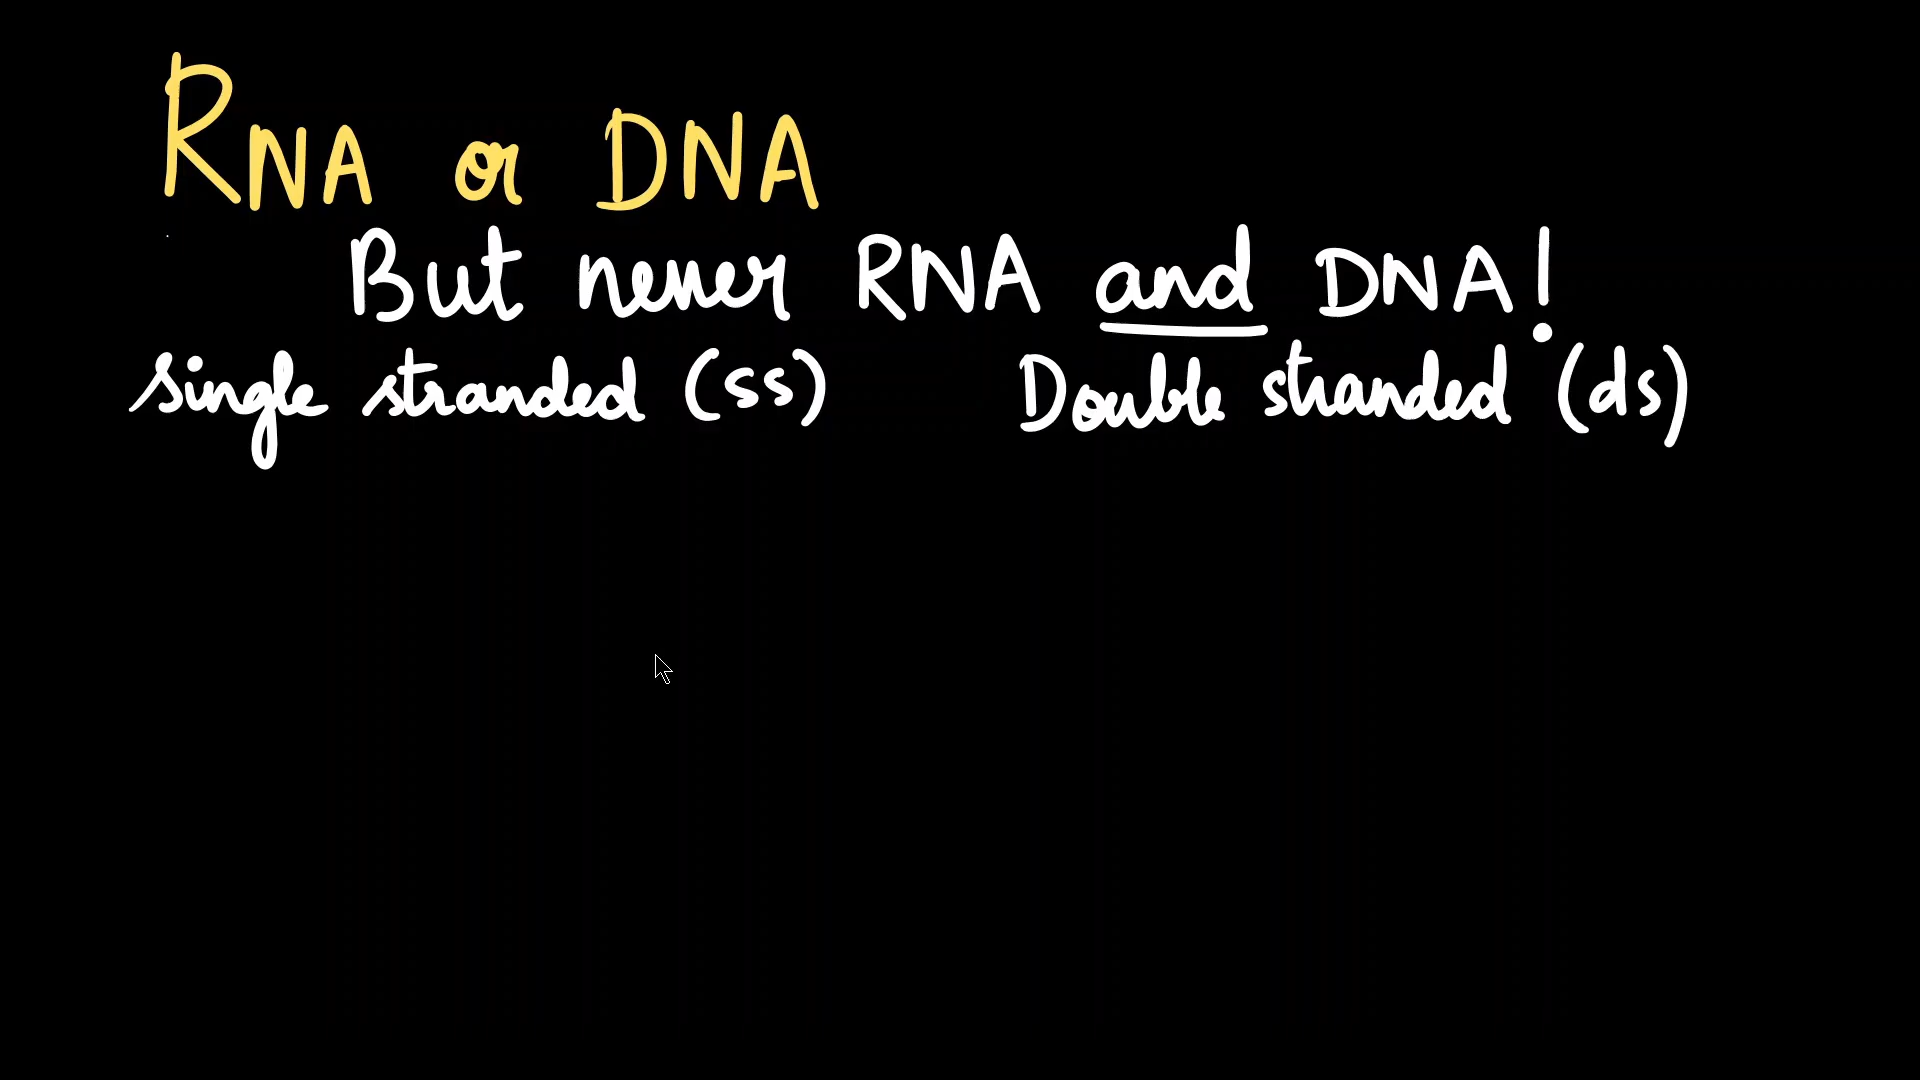 RNA or DNA
But never RNA and DNA!
single stranded (ss) Double stranded (ds)